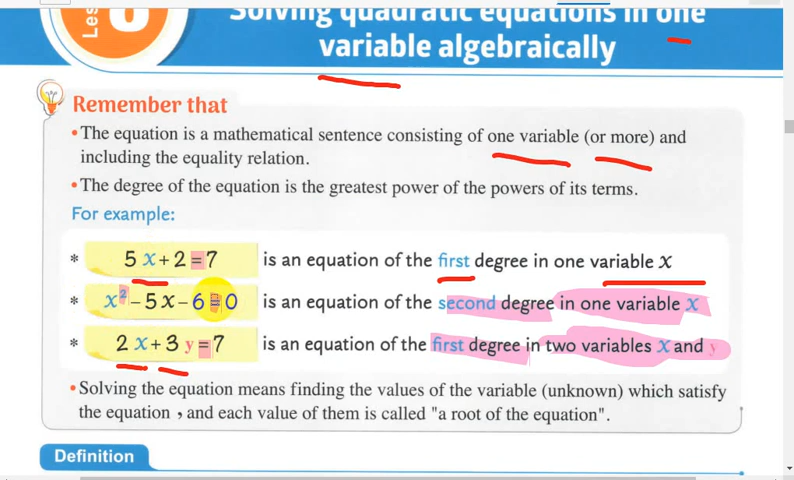 Les
Solving quadratic equations in one
variable algebraically
Remember that
• The equation is a mathematical sentence consisting of one variable (or more) and
including the equality relation.
• The degree of the equation is the greatest power of the powers of its terms.
For example:
* 5 x + 2 = 7 is an equation of the first degree in one variable x
* x² – 5 x – 6 = 0 is an equation of the second degree in one variable x
* 2 x + 3 y = 7 is an equation of the first degree in two variables x and y
• Solving the equation means finding the values of the variable (unknown) which satisfy
the equation , and each value of them is called "a root of the equation".
Definition